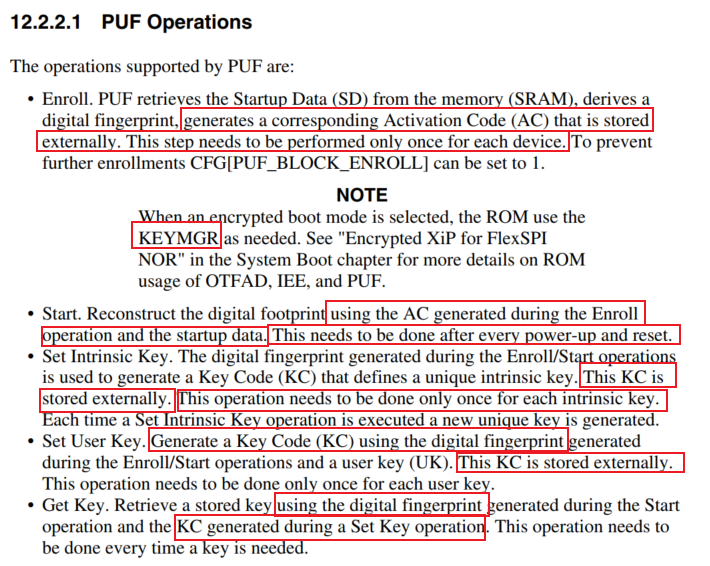 12.2.2.1 PUF Operations
The operations supported by PUF are:
• Enroll. PUF retrieves the Startup Data (SD) from the memory (SRAM), derives a
digital fingerprint, generates a corresponding Activation Code (AC) that is stored
externally. This step needs to be performed only once for each device. To prevent
further enrollments CFG[PUF_BLOCK_ENROLL] can be set to 1.
NOTE
When an encrypted boot mode is selected, the ROM use the
KEYMGR as needed. See "Encrypted XiP for FlexSPI
NOR" in the System Boot chapter for more details on ROM
usage of OTFAD, IEE, and PUF.
• Start. Reconstruct the digital footprint using the AC generated during the Enroll
operation and the startup data. This needs to be done after every power-up and reset.
• Set Intrinsic Key. The digital fingerprint generated during the Enroll/Start operations
is used to generate a Key Code (KC) that defines a unique intrinsic key. This KC is
stored externally. This operation needs to be done only once for each intrinsic key.
Each time a Set Intrinsic Key operation is executed a new unique key is generated.
• Set User Key. Generate a Key Code (KC) using the digital fingerprint generated
during the Enroll/Start operations and a user key (UK). This KC is stored externally.
This operation needs to be done only once for each user key.
• Get Key. Retrieve a stored key using the digital fingerprint generated during the Start
operation and the KC generated during a Set Key operation. This operation needs to
be done every time a key is needed.